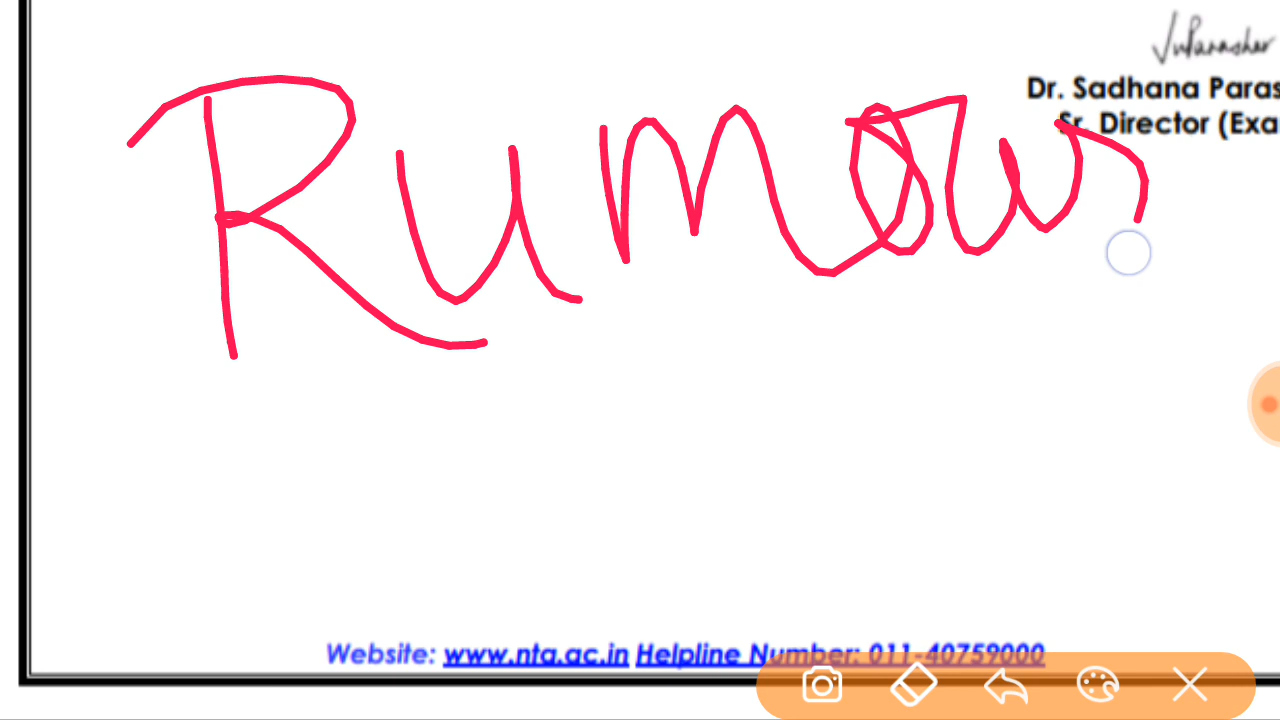 Dr. Sadhana Paras
Sr. Director (Exa
Rumour
Website: www.nta.ac.in Helpline Number: 011-40759000